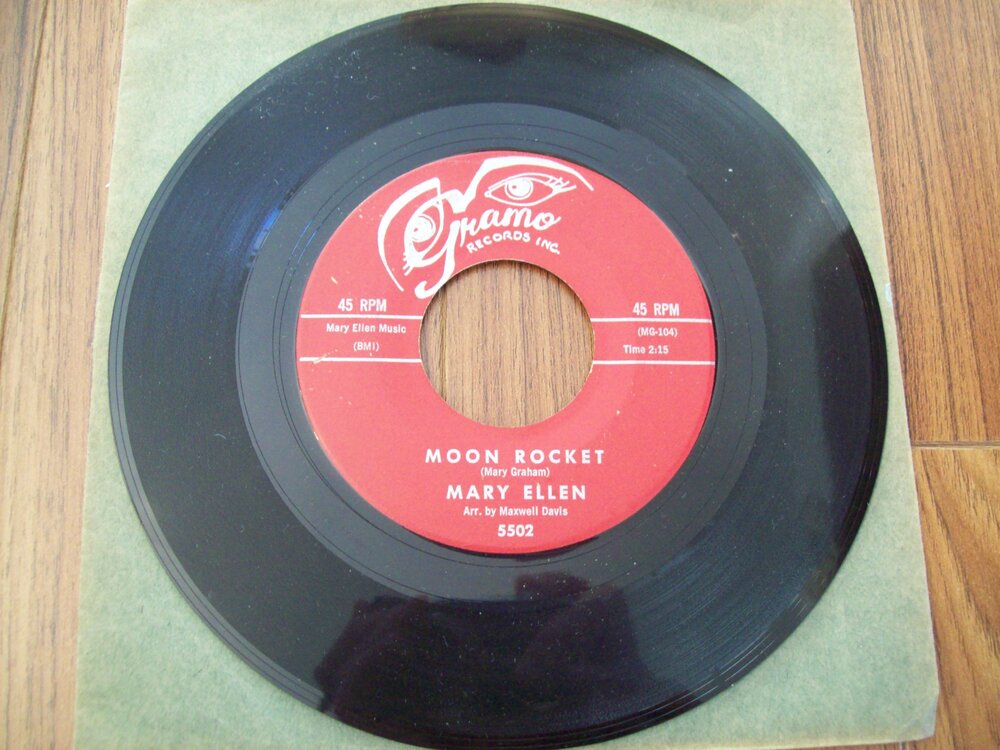 Gramo
RECORDS INC.
45 RPM
Mary Ellen Music
(BMI)
45 RPM
(MG-104)
Time 2:15
MOON ROCKET
(Mary Graham)
MARY ELLEN
Arr. by Maxwell Davis
5502